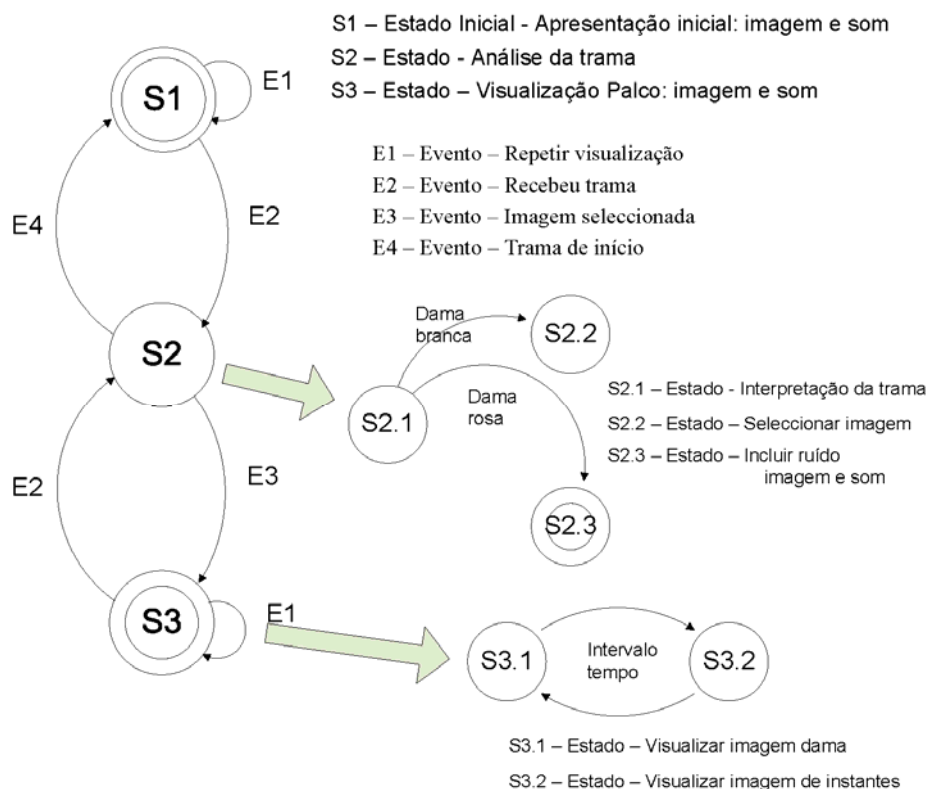 S1 – Estado Inicial - Apresentação inicial: imagem e som
S2 – Estado - Análise da trama
S3 – Estado – Visualização Palco: imagem e som
S1
E1
E1 – Evento – Repetir visualização
E2 – Evento – Recebeu trama
E3 – Evento – Imagem seleccionada
E4 – Evento – Trama de início
E4
E2
S2
Dama
branca
S2.2
S2.1
Dama
rosa
S2.1 – Estado - Interpretação da trama
S2.2 – Estado – Seleccionar imagem
S2.3 – Estado – Incluir ruído
imagem e som
E2
E3
S2.3
S3
E1
S3.1
Intervalo
tempo
S3.2
S3.1 – Estado – Visualizar imagem dama
S3.2 – Estado – Visualizar imagem de instantes